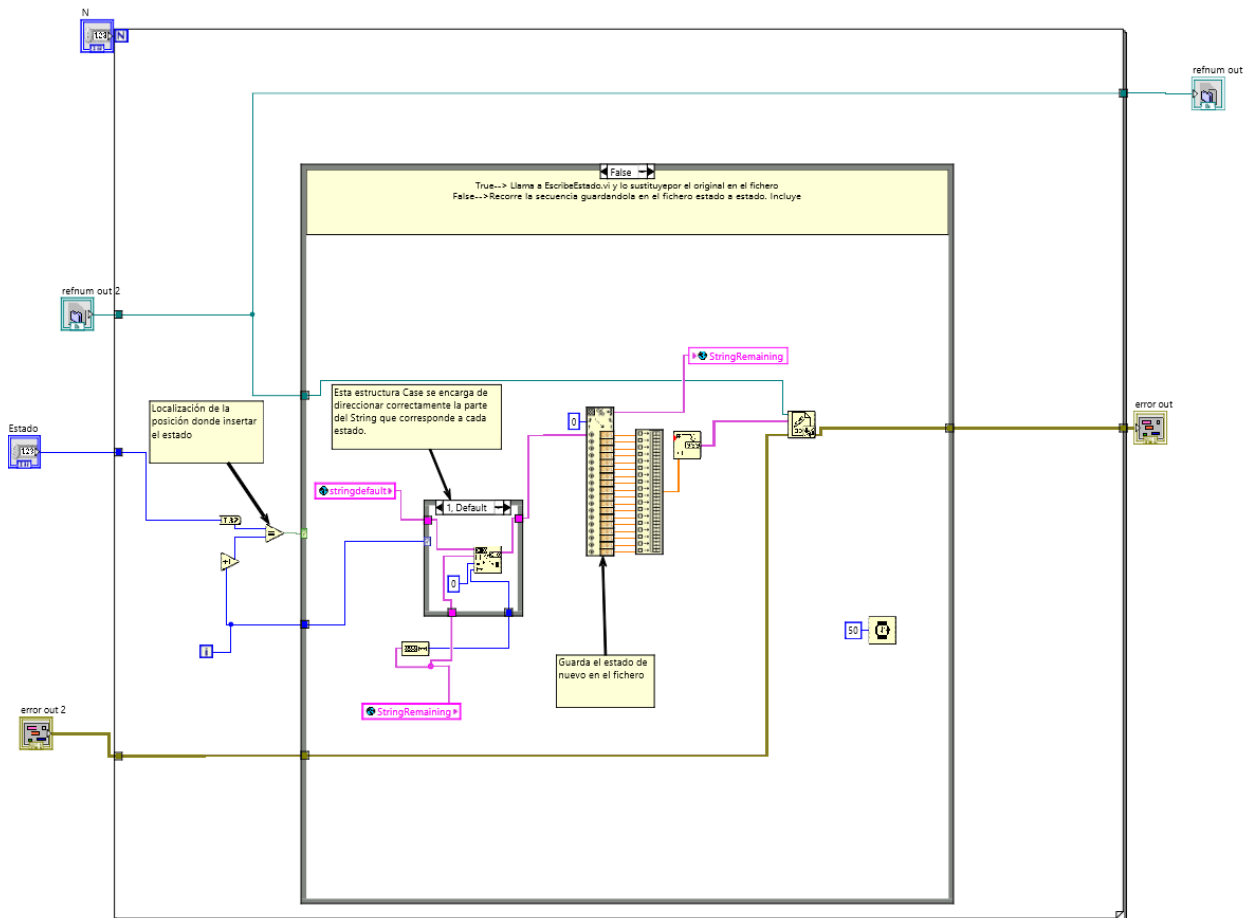 N
N
refnum out
False
True--> Llama a EscribeEstado.vi y lo sustituyepor el original en el fichero
False-->Recorre la secuencia guardandola en el fichero estado a estado. Incluye
refnum out 2
StringRemaining
Esta estructura Case se encarga de
direccionar correctamente la parte
del String que corresponde a cada
estado.
Localización de la
posición donde insertar
el estado
error out
Estado
0
stringdefault
1, Default
0
50
i
Guarda el estado de
nuevo en el fichero
StringRemaining
error out 2